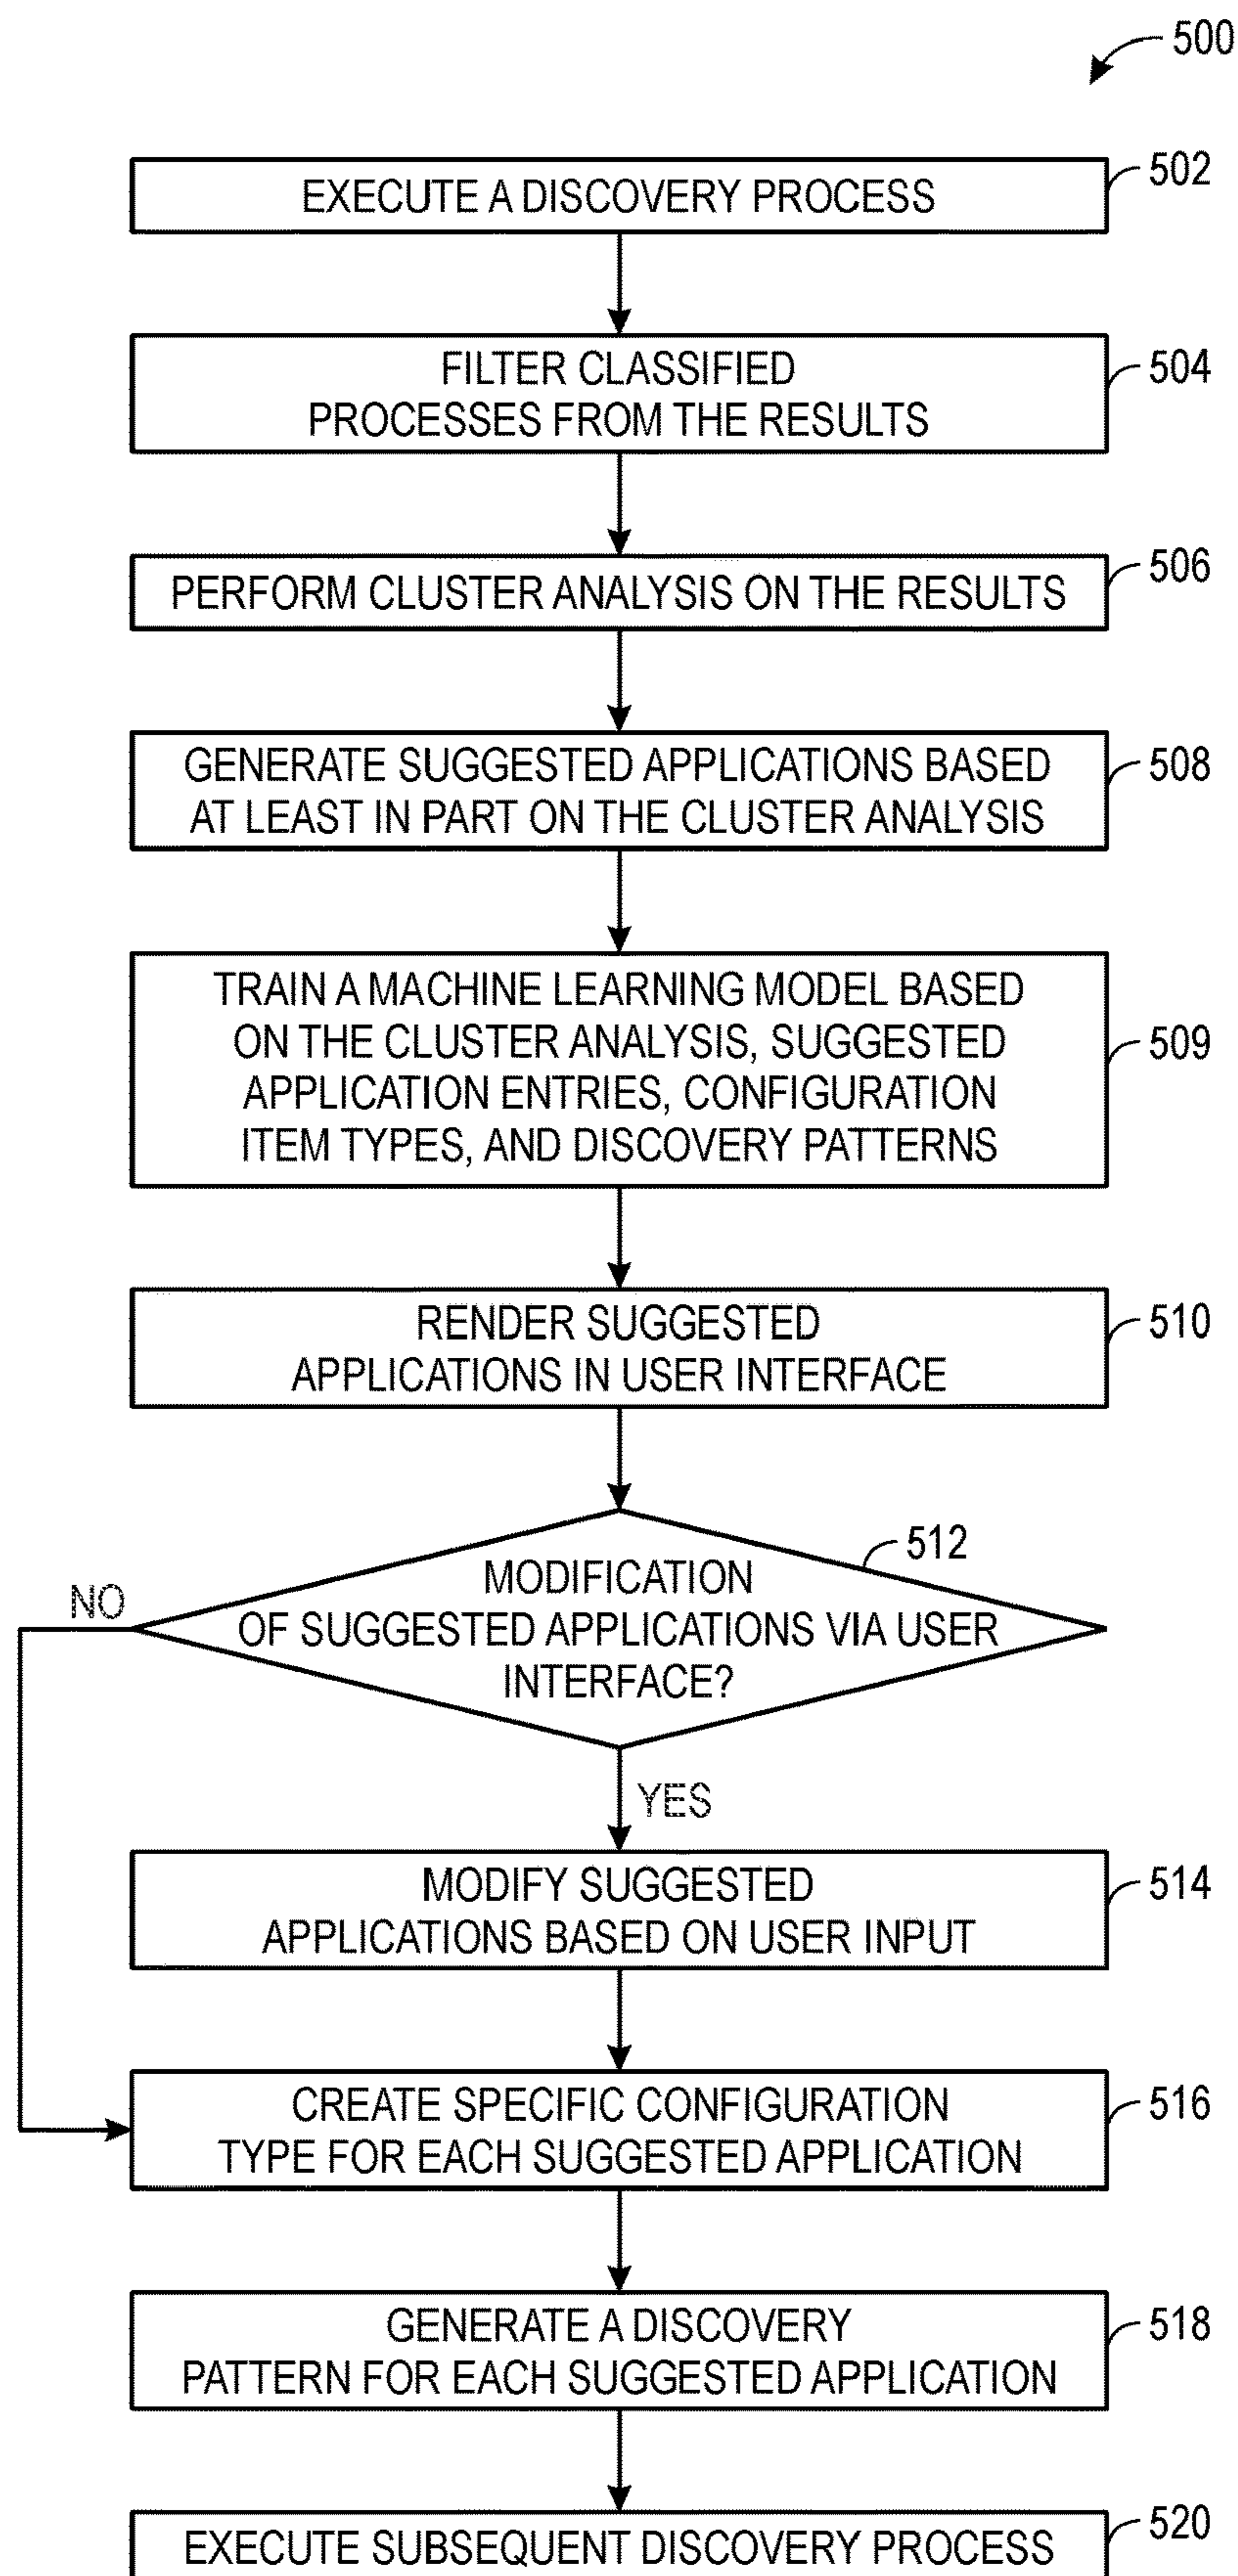 500
EXECUTE A DISCOVERY PROCESS
502
FILTER CLASSIFIED
PROCESSES FROM THE RESULTS
504
PERFORM CLUSTER ANALYSIS ON THE RESULTS
506
GENERATE SUGGESTED APPLICATIONS BASED
AT LEAST IN PART ON THE CLUSTER ANALYSIS
508
TRAIN A MACHINE LEARNING MODEL BASED
ON THE CLUSTER ANALYSIS, SUGGESTED
APPLICATION ENTRIES, CONFIGURATION
ITEM TYPES, AND DISCOVERY PATTERNS
509
RENDER SUGGESTED
APPLICATIONS IN USER INTERFACE
510
512
MODIFICATION
OF SUGGESTED APPLICATIONS VIA USER
INTERFACE?
NO
YES
MODIFY SUGGESTED
APPLICATIONS BASED ON USER INPUT
514
CREATE SPECIFIC CONFIGURATION
TYPE FOR EACH SUGGESTED APPLICATION
516
GENERATE A DISCOVERY
PATTERN FOR EACH SUGGESTED APPLICATION
518
EXECUTE SUBSEQUENT DISCOVERY PROCESS
520